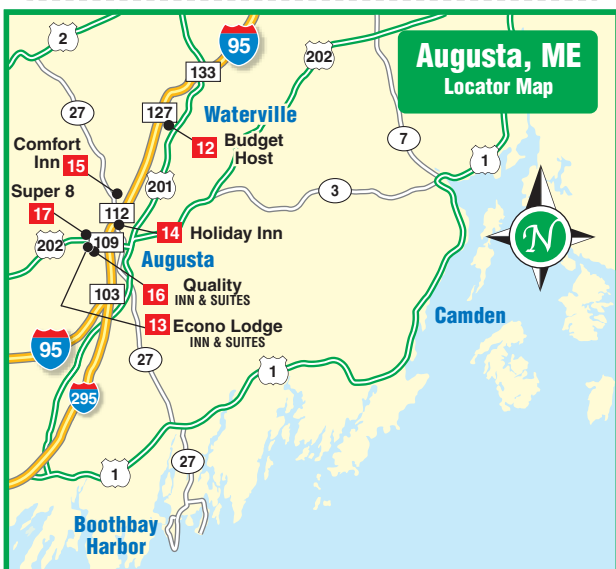 Augusta, ME
Locator Map
2
95
202
133
27
127
Waterville
12
Budget
Host
7
1
Comfort
Inn
15
Super 8
17
201
3
112
14
Holiday Inn
202
109
Augusta
N
16
Quality
INN & SUITES
103
13
Econo Lodge
INN & SUITES
Camden
95
27
1
295
27
1
Boothbay
Harbor